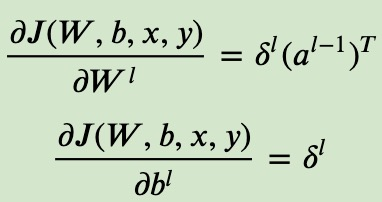 ∂J(W, b, x, y) / ∂W^l = δ^l (a^{l−1})^T
∂J(W, b, x, y) / ∂b^l = δ^l